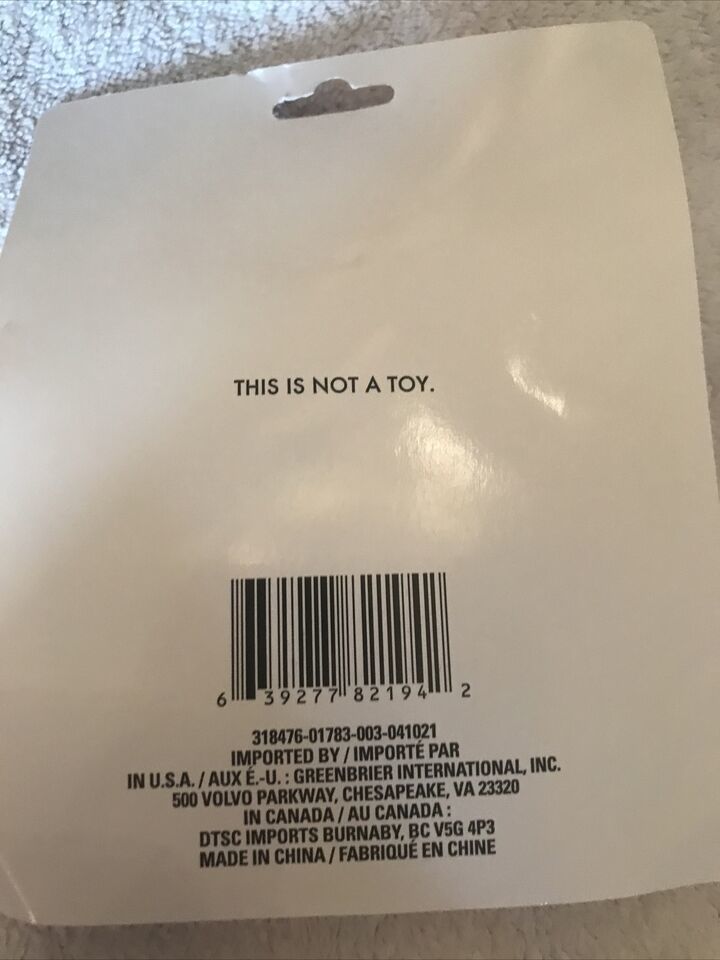 THIS IS NOT A TOY.
6 39277 82194 2
318476-01783-003-041021
IMPORTED BY / IMPORTÉ PAR
IN U.S.A. / AUX É.-U. : GREENBRIER INTERNATIONAL, INC.
500 VOLVO PARKWAY, CHESAPEAKE, VA 23320
IN CANADA / AU CANADA :
DTSC IMPORTS BURNABY, BC V5G 4P3
MADE IN CHINA / FABRIQUÉ EN CHINE